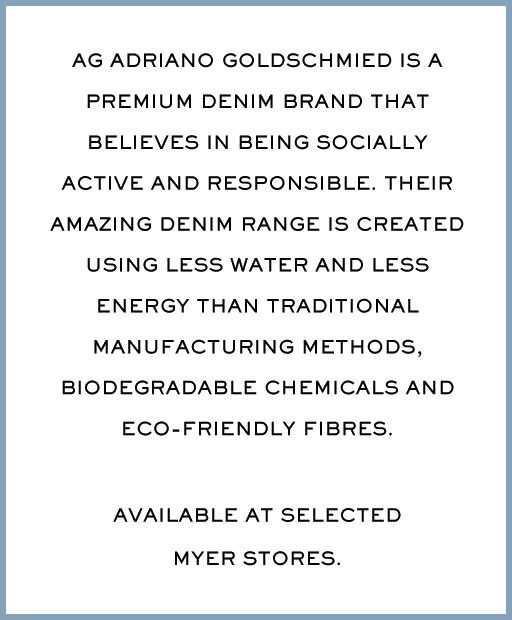 AG ADRIANO GOLDSCHMIED IS A
PREMIUM DENIM BRAND THAT
BELIEVES IN BEING SOCIALLY
ACTIVE AND RESPONSIBLE. THEIR
AMAZING DENIM RANGE IS CREATED
USING LESS WATER AND LESS
ENERGY THAN TRADITIONAL
MANUFACTURING METHODS,
BIODEGRADABLE CHEMICALS AND
ECO-FRIENDLY FIBRES.
AVAILABLE AT SELECTED
MYER STORES.